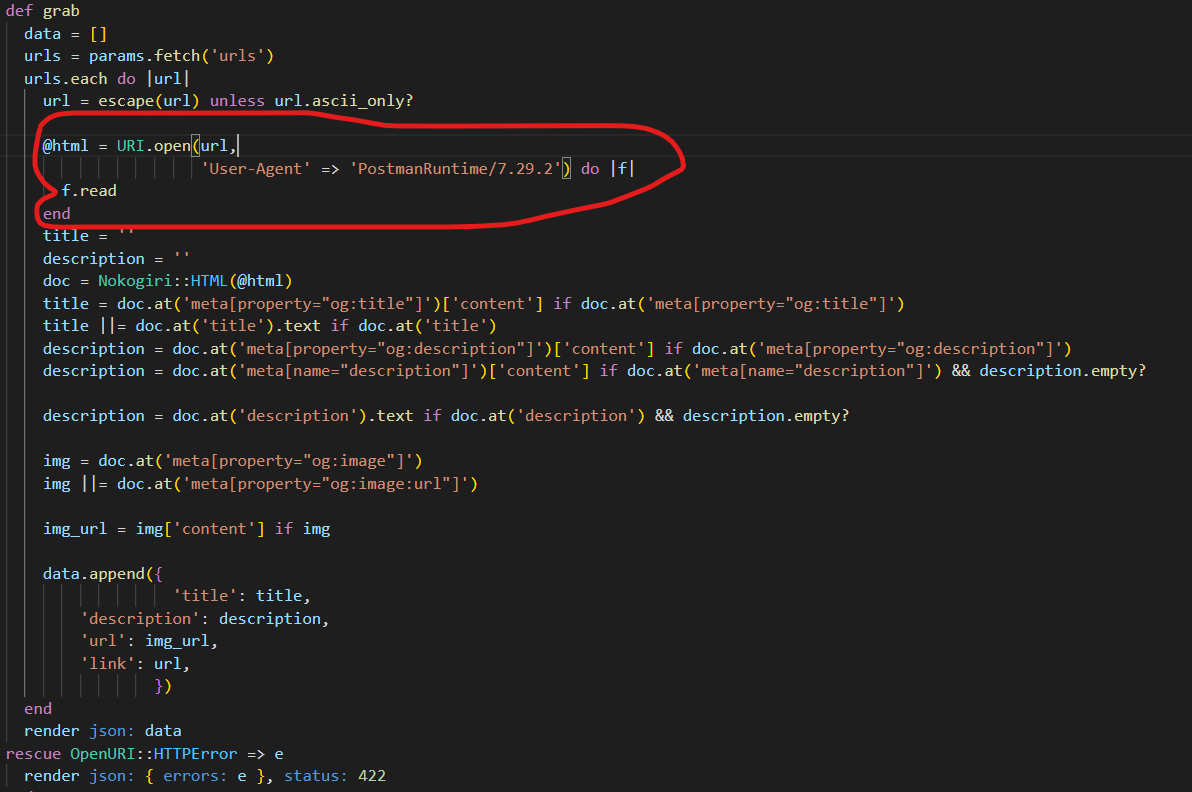 def grab
data = []
urls = params.fetch('urls')
urls.each do |url|
url = escape(url) unless url.ascii_only?
@html = URI.open(url,
'User-Agent' => 'PostmanRuntime/7.29.2') do |f|
f.read
end
title = ''
description = ''
doc = Nokogiri::HTML(@html)
title = doc.at('meta[property="og:title"]')['content'] if doc.at('meta[property="og:title"]')
title ||= doc.at('title').text if doc.at('title')
description = doc.at('meta[property="og:description"]')['content'] if doc.at('meta[property="og:description"]')
description = doc.at('meta[name="description"]')['content'] if doc.at('meta[name="description"]') && description.empty?
description = doc.at('description').text if doc.at('description') && description.empty?
img = doc.at('meta[property="og:image"]')
img ||= doc.at('meta[property="og:image:url"]')
img_url = img['content'] if img
data.append({
'title': title,
'description': description,
'url': img_url,
'link': url,
})
end
render json: data
rescue OpenURI::HTTPError => e
render json: { errors: e }, status: 422